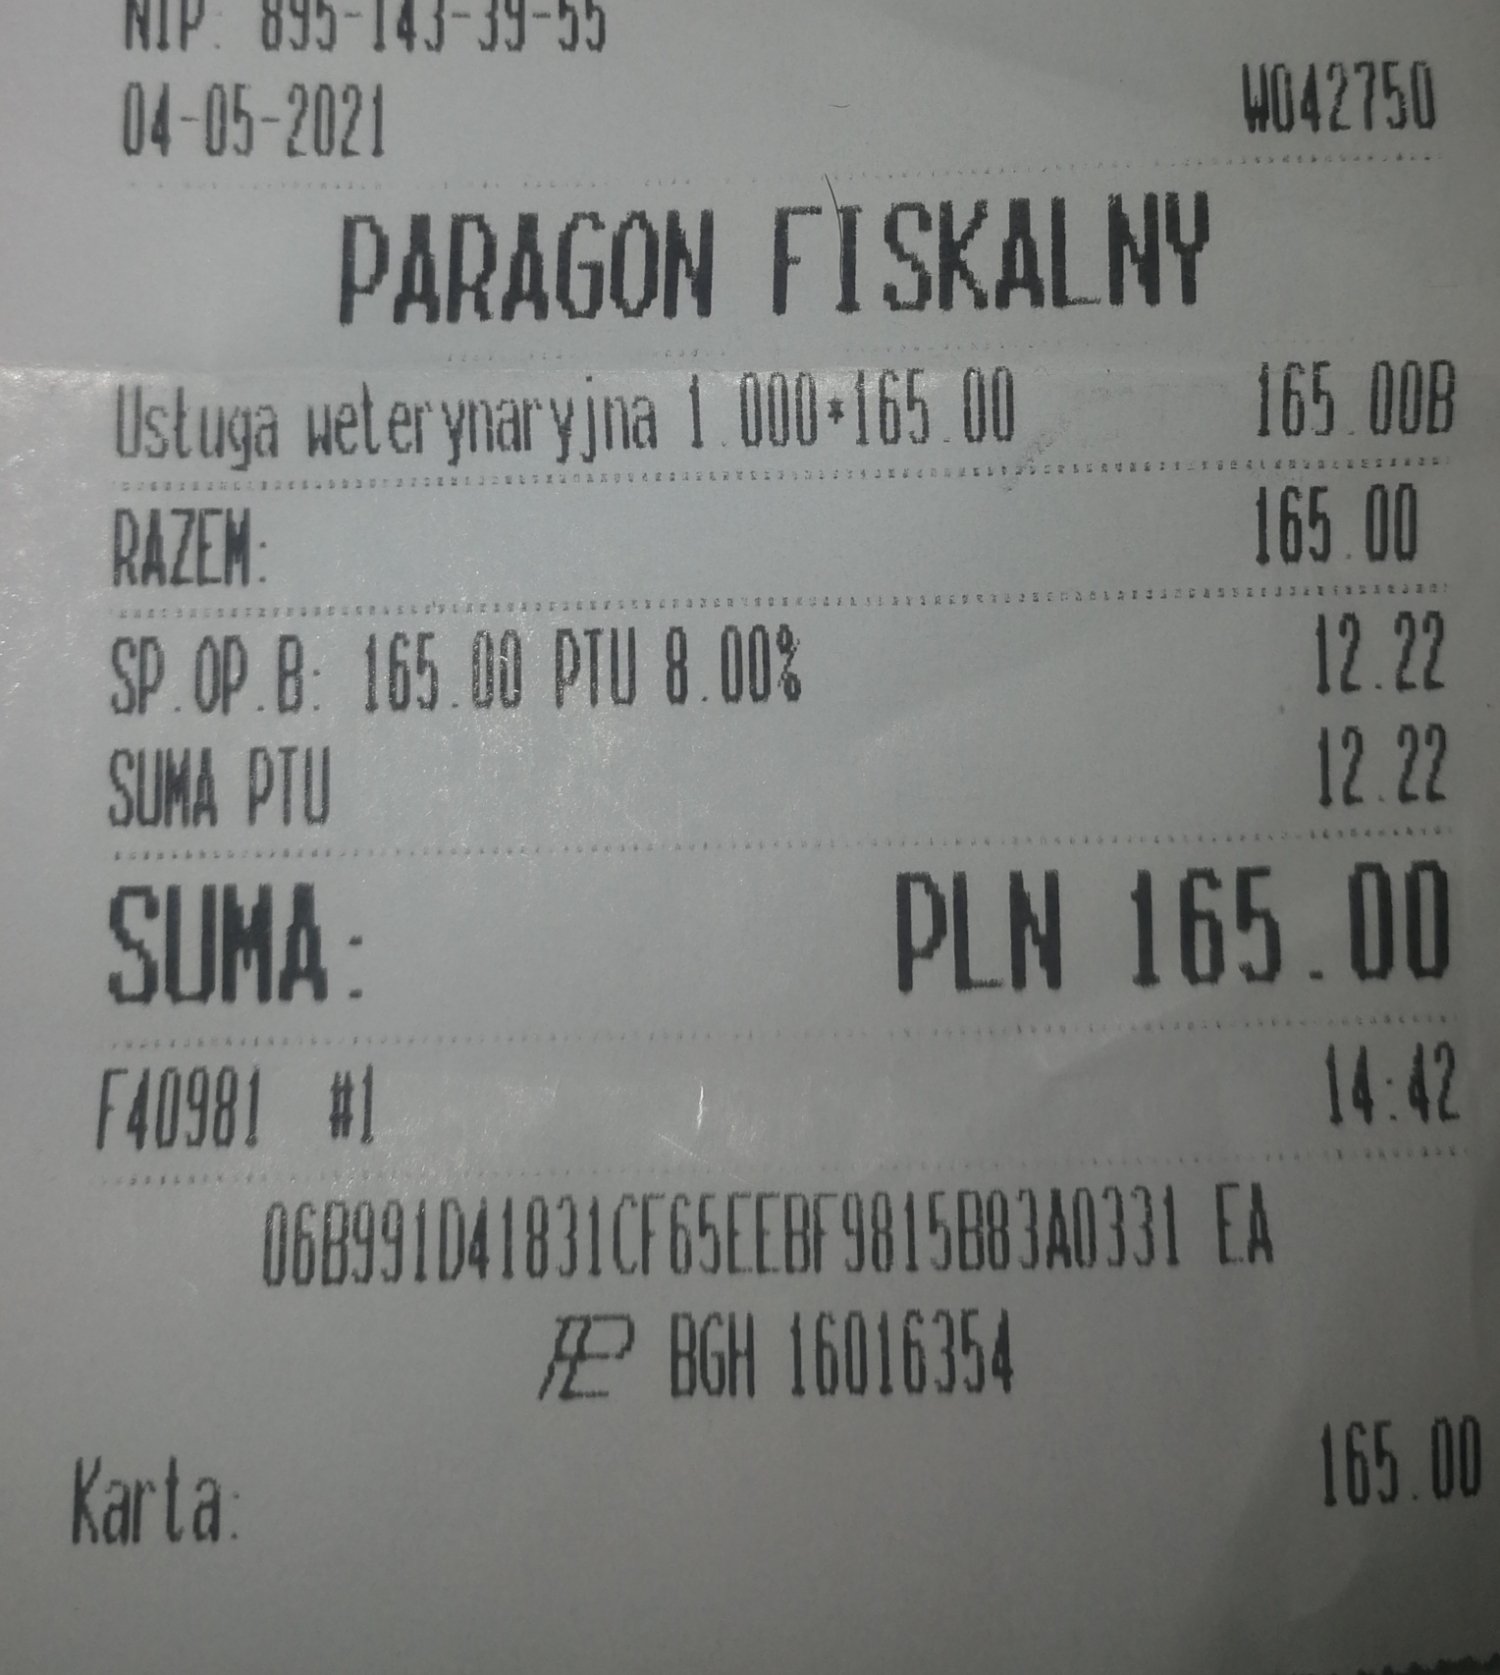 NIP: 895-143-39-55
04-05-2021 W042750
PARAGON FISKALNY
Usługa weterynaryjna 1.000*165.00 165.00B
RAZEM: 165.00
SP.OP.B: 165.00 PTU 8.00% 12.22
SUMA PTU 12.22
SUMA: PLN 165.00
F40981 #1 14:42
06B991D41831CF65EEBF9815B83A0331 EA
BGH 16016354
Karta: 165.00